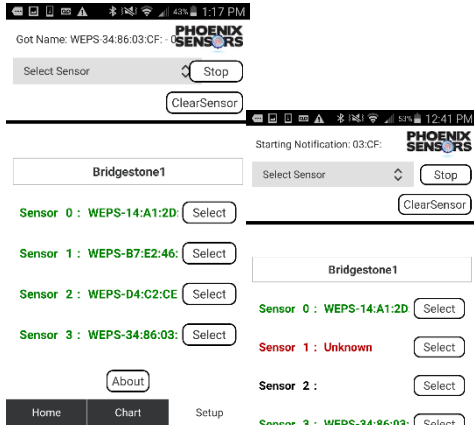 43% 1:17 PM
Got Name: WEPS-34:86:03:CF: - 0
PHOENIX
SENSORS
Select Sensor
Stop
ClearSensor
Bridgestone1
Sensor 0 : WEPS-14:A1:2D:
Select
Sensor 1 : WEPS-B7:E2:46:
Select
Sensor 2 : WEPS-D4:C2:CE
Select
Sensor 3 : WEPS-34:86:03:
Select
About
Home
Chart
Setup
53% 12:41 PM
Starting Notification: 03:CF:
PHOENIX
SENSORS
Select Sensor
Stop
ClearSensor
Bridgestone1
Sensor 0 : WEPS-14:A1:2D
Select
Sensor 1 : Unknown
Select
Sensor 2 :
Select
Sensor 3 : WEPS-34:86:03:
Select